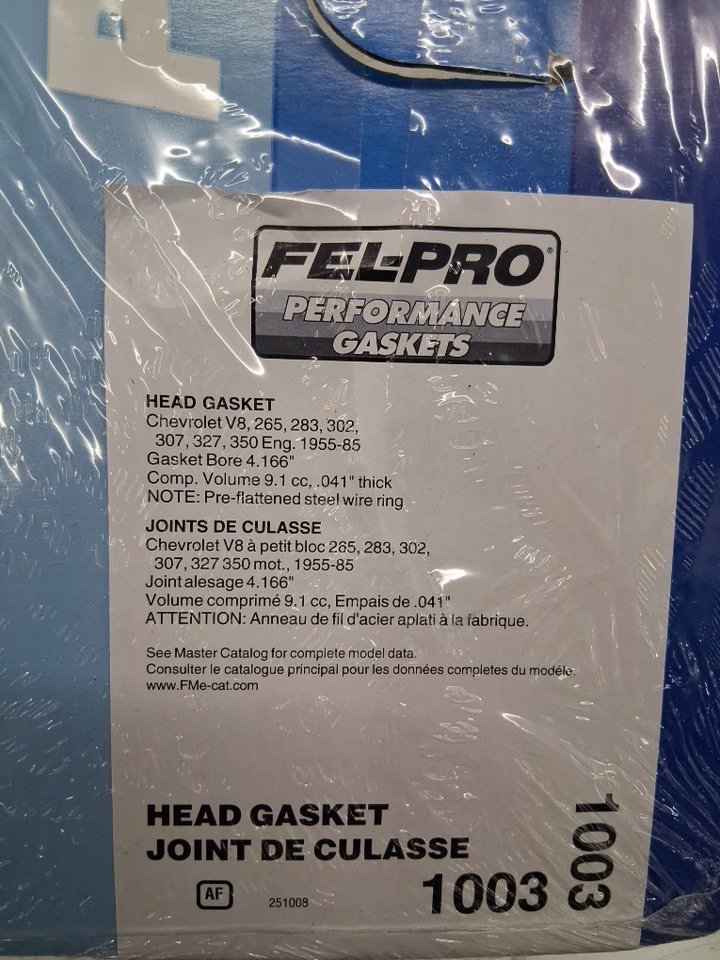 FEL-PRO®
PERFORMANCE
GASKETS
HEAD GASKET
Chevrolet V8, 265, 283, 302,
307, 327, 350 Eng. 1955-85
Gasket Bore 4.166"
Comp. Volume 9.1 cc, .041" thick
NOTE: Pre-flattened steel wire ring
JOINTS DE CULASSE
Chevrolet V8 à petit bloc 265, 283, 302,
307, 327 350 mot., 1955-85
Joint alesage 4.166"
Volume comprimé 9.1 cc, Empais de .041"
ATTENTION: Anneau de fil d'acier aplati à la fabrique.
See Master Catalog for complete model data.
Consulter le catalogue principal pour les données completes du modéle.
www.FMe-cat.com
HEAD GASKET
JOINT DE CULASSE
AF
251008
1003
1003